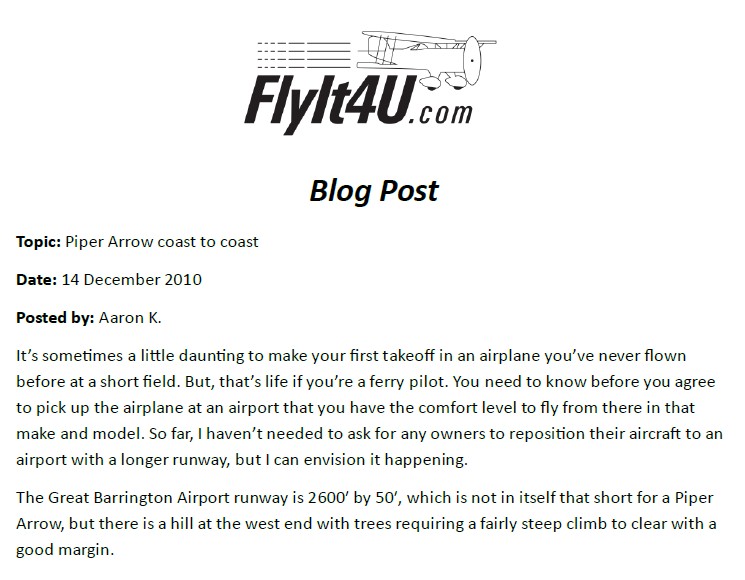 FlyIt4U.com
Blog Post
Topic: Piper Arrow coast to coast
Date: 14 December 2010
Posted by: Aaron K.
It’s sometimes a little daunting to make your first takeoff in an airplane you’ve never flown
before at a short field. But, that’s life if you’re a ferry pilot. You need to know before you agree
to pick up the airplane at an airport that you have the comfort level to fly from there in that
make and model. So far, I haven’t needed to ask for any owners to reposition their aircraft to an
airport with a longer runway, but I can envision it happening.
The Great Barrington Airport runway is 2600′ by 50′, which is not in itself that short for a Piper
Arrow, but there is a hill at the west end with trees requiring a fairly steep climb to clear with a
good margin.